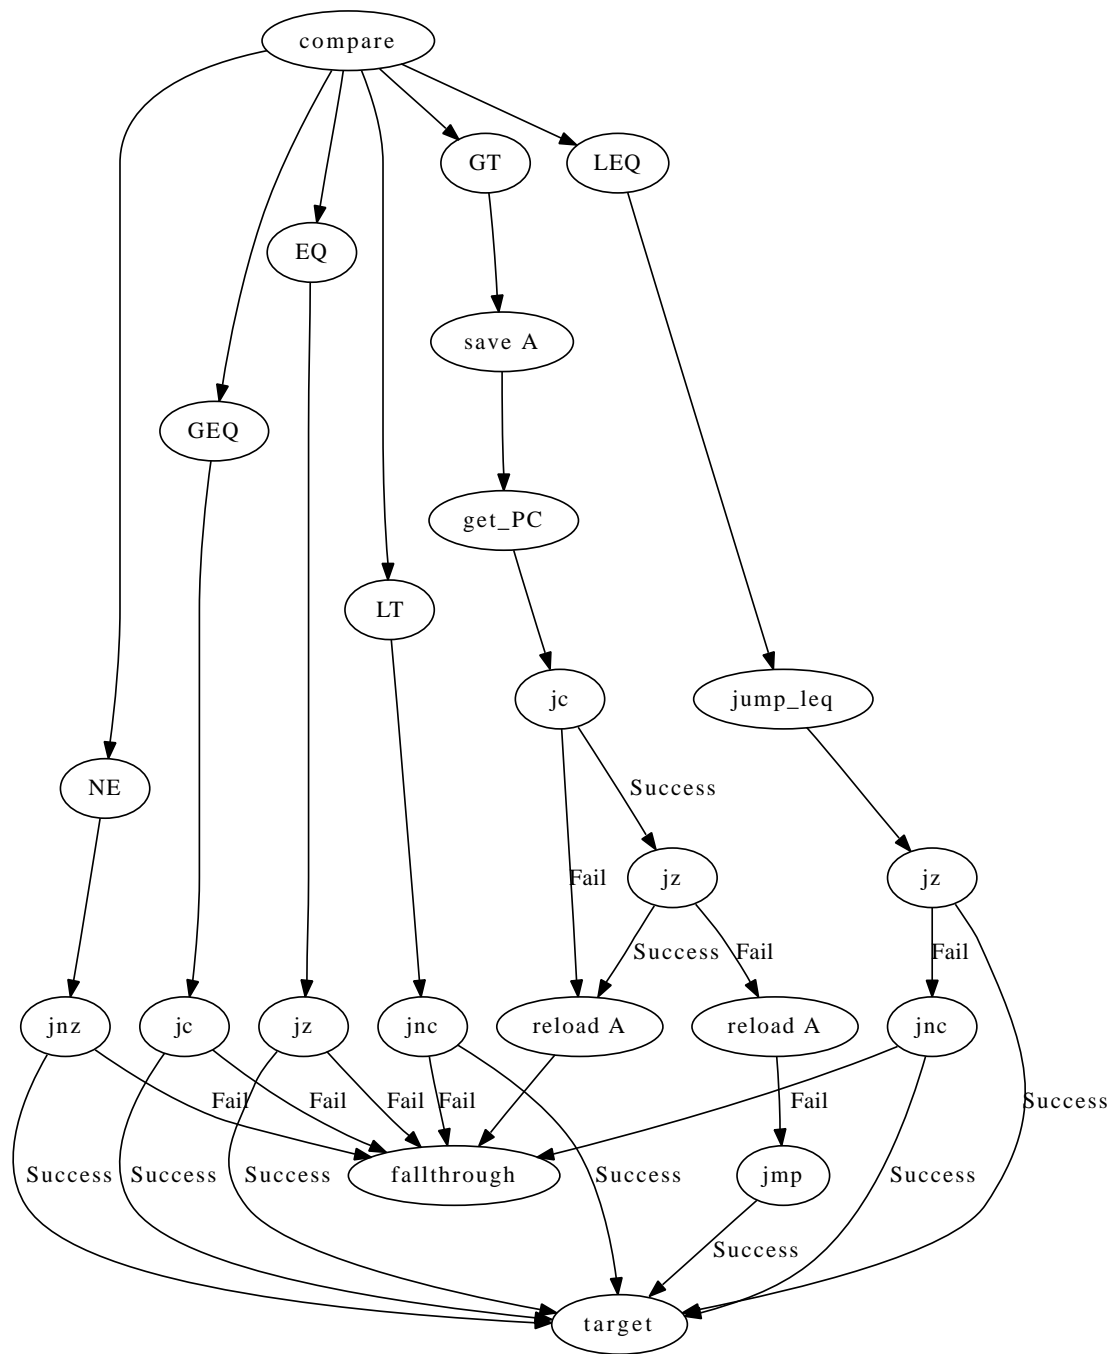 compare
GT
LEQ
EQ
save A
GEQ
get_PC
LT
jc
jump_leq
NE
Success
Fail
jz
jz
Success
Fail
Fail
jnz
jc
jz
jnc
reload A
reload A
jnc
Fail
Fail
Fail
Fail
Fail
Success
Success
Success
Success
fallthrough
Success
jmp
Success
Success
target